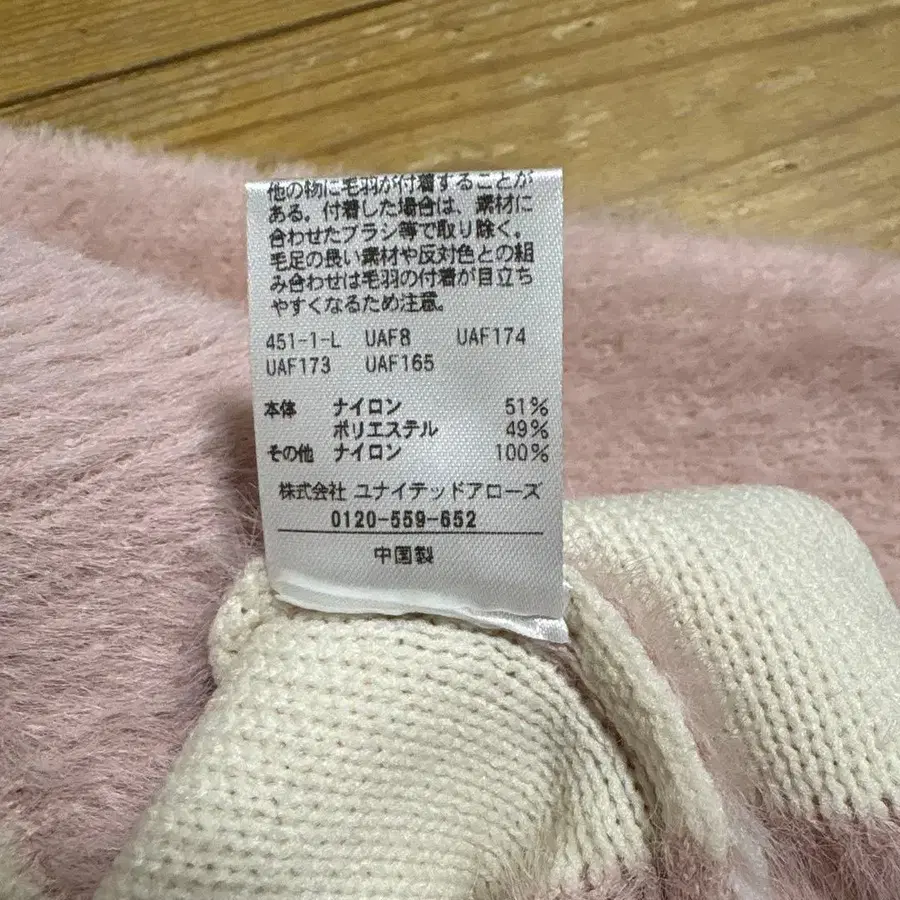 他の物に毛羽が付着することが
ある。付着した場合は、素材に
合わせたブラシ等で取り除く。
毛足の長い素材や反対色との組
み合わせは毛羽の付着が目立ち
やすくなるため注意。
451-1-L UAF8 UAF174
UAF173 UAF165
本体 ナイロン 51%
ポリエステル 49%
その他 ナイロン 100%
株式会社 ユナイテッドアローズ
0120-559-652
中国製